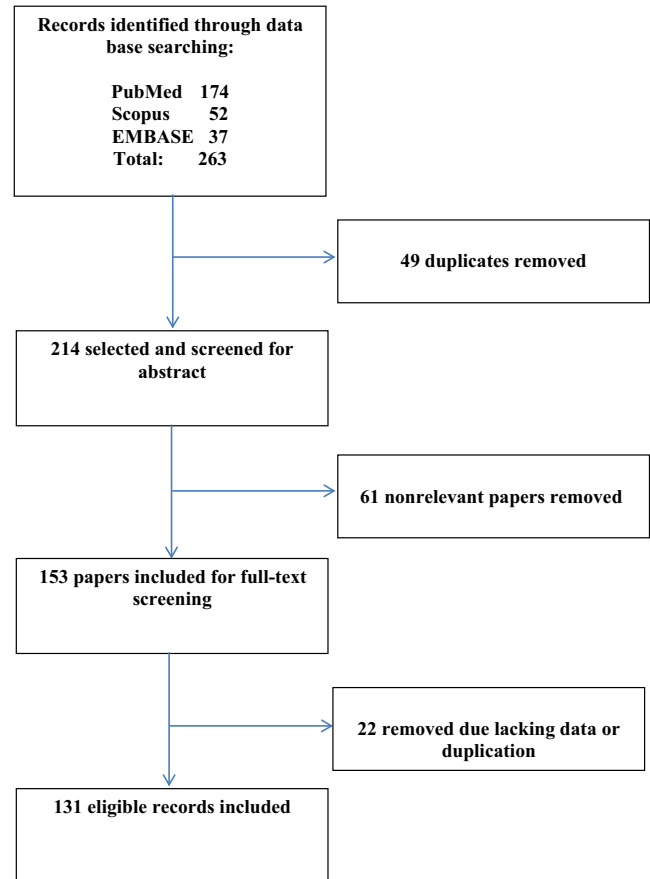 Records identified through data
base searching:
PubMed 174
Scopus 52
EMBASE 37
Total: 263
49 duplicates removed
214 selected and screened for
abstract
61 nonrelevant papers removed
153 papers included for full-text
screening
22 removed due lacking data or
duplication
131 eligible records included